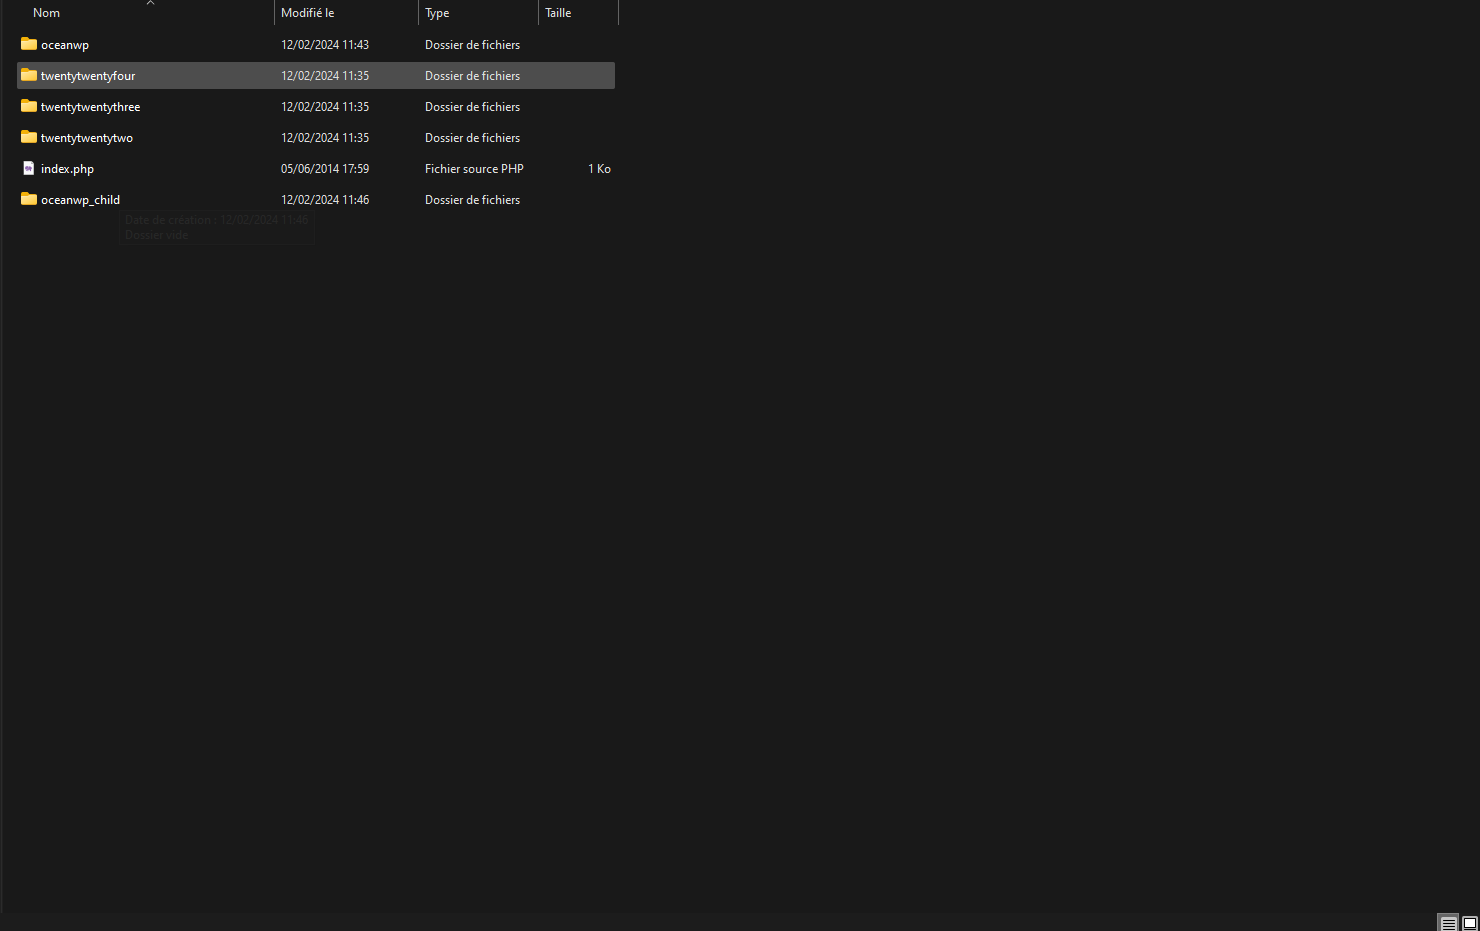 Nom Modifié le Type Taille
oceanwp 12/02/2024 11:43 Dossier de fichiers
twentytwentyfour 12/02/2024 11:35 Dossier de fichiers
twentytwentythree 12/02/2024 11:35 Dossier de fichiers
twentytwentytwo 12/02/2024 11:35 Dossier de fichiers
index.php 05/06/2014 17:59 Fichier source PHP 1 Ko
oceanwp_child 12/02/2024 11:46 Dossier de fichiers
Date de création : 12/02/2024 11:46
Dossier vide